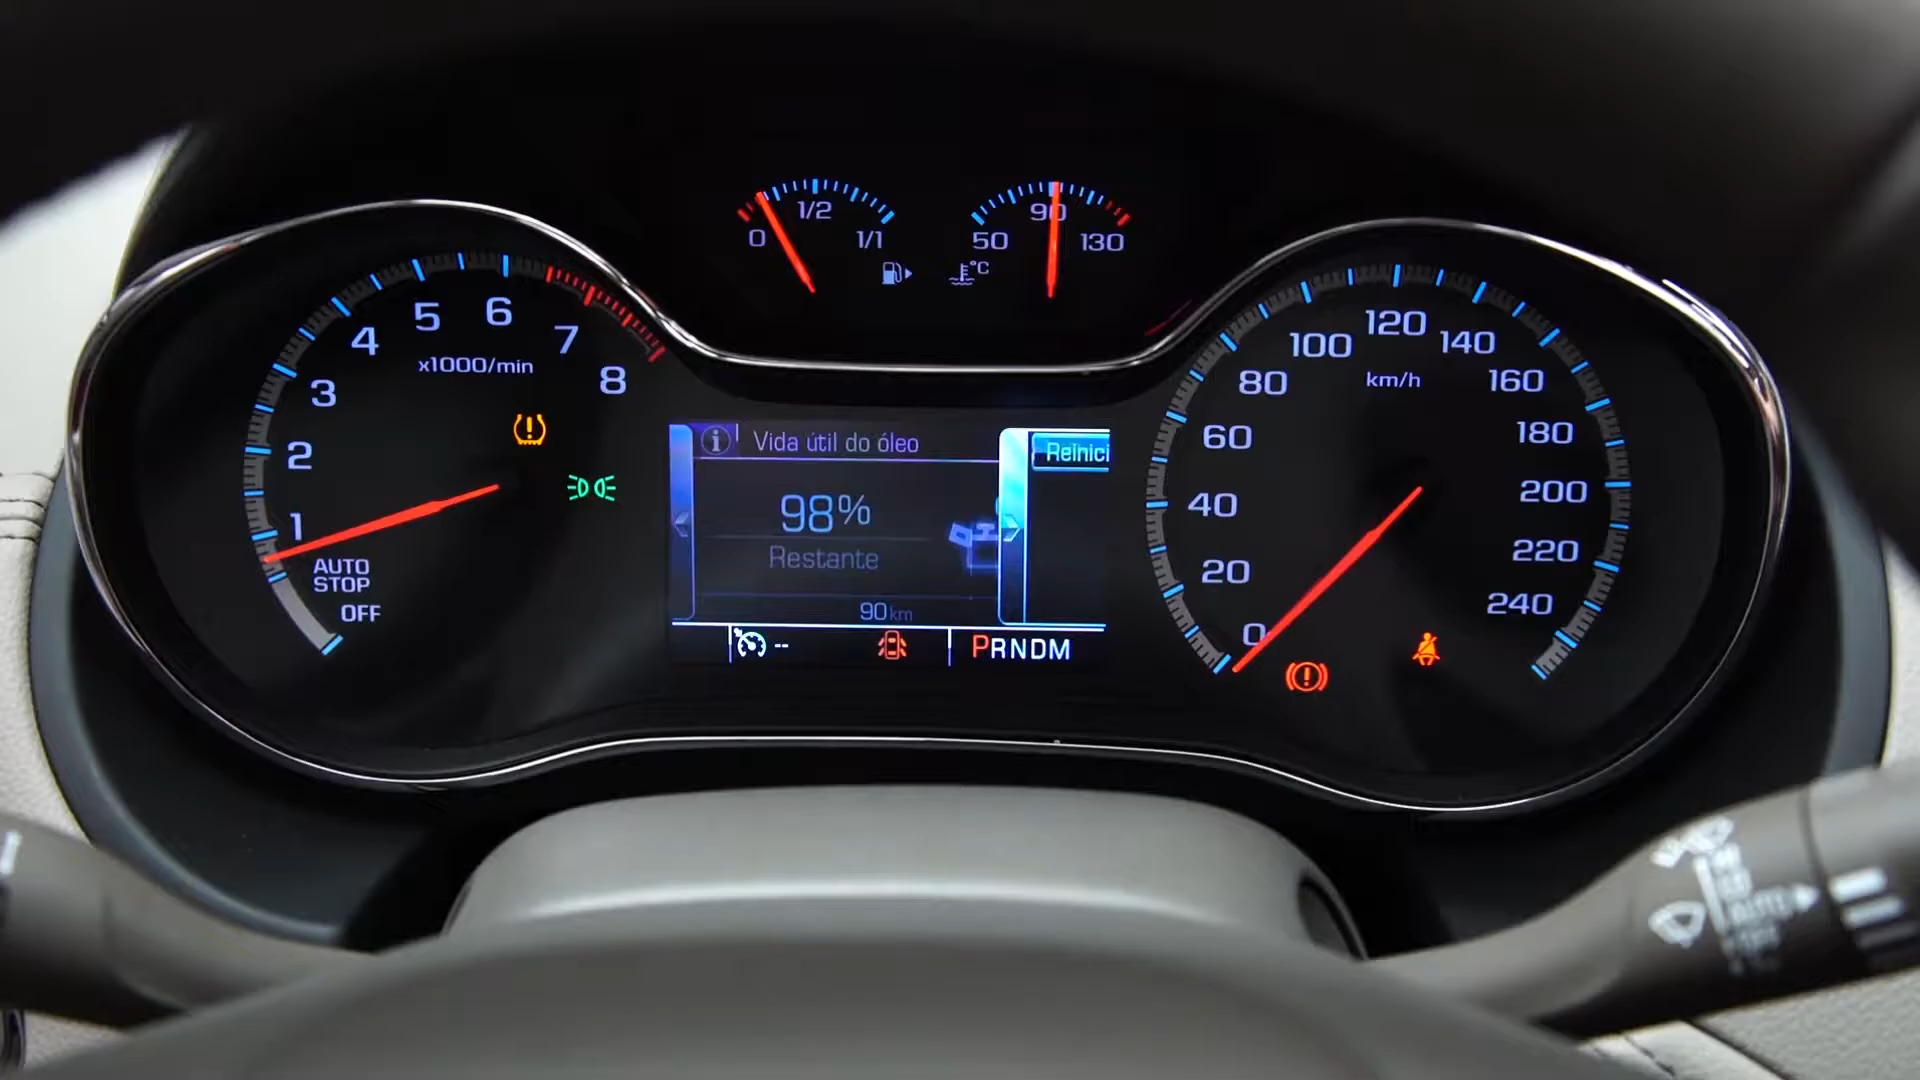 1/2
0
1/1
90
50
130
°C
1
2
3
4
5
6
7
8
x1000/min
AUTO
STOP
OFF
Vida útil do óleo
Reinici
98%
Restante
90 km
--
PRNDM
0
20
40
60
80
100
120
140
160
180
200
220
240
km/h